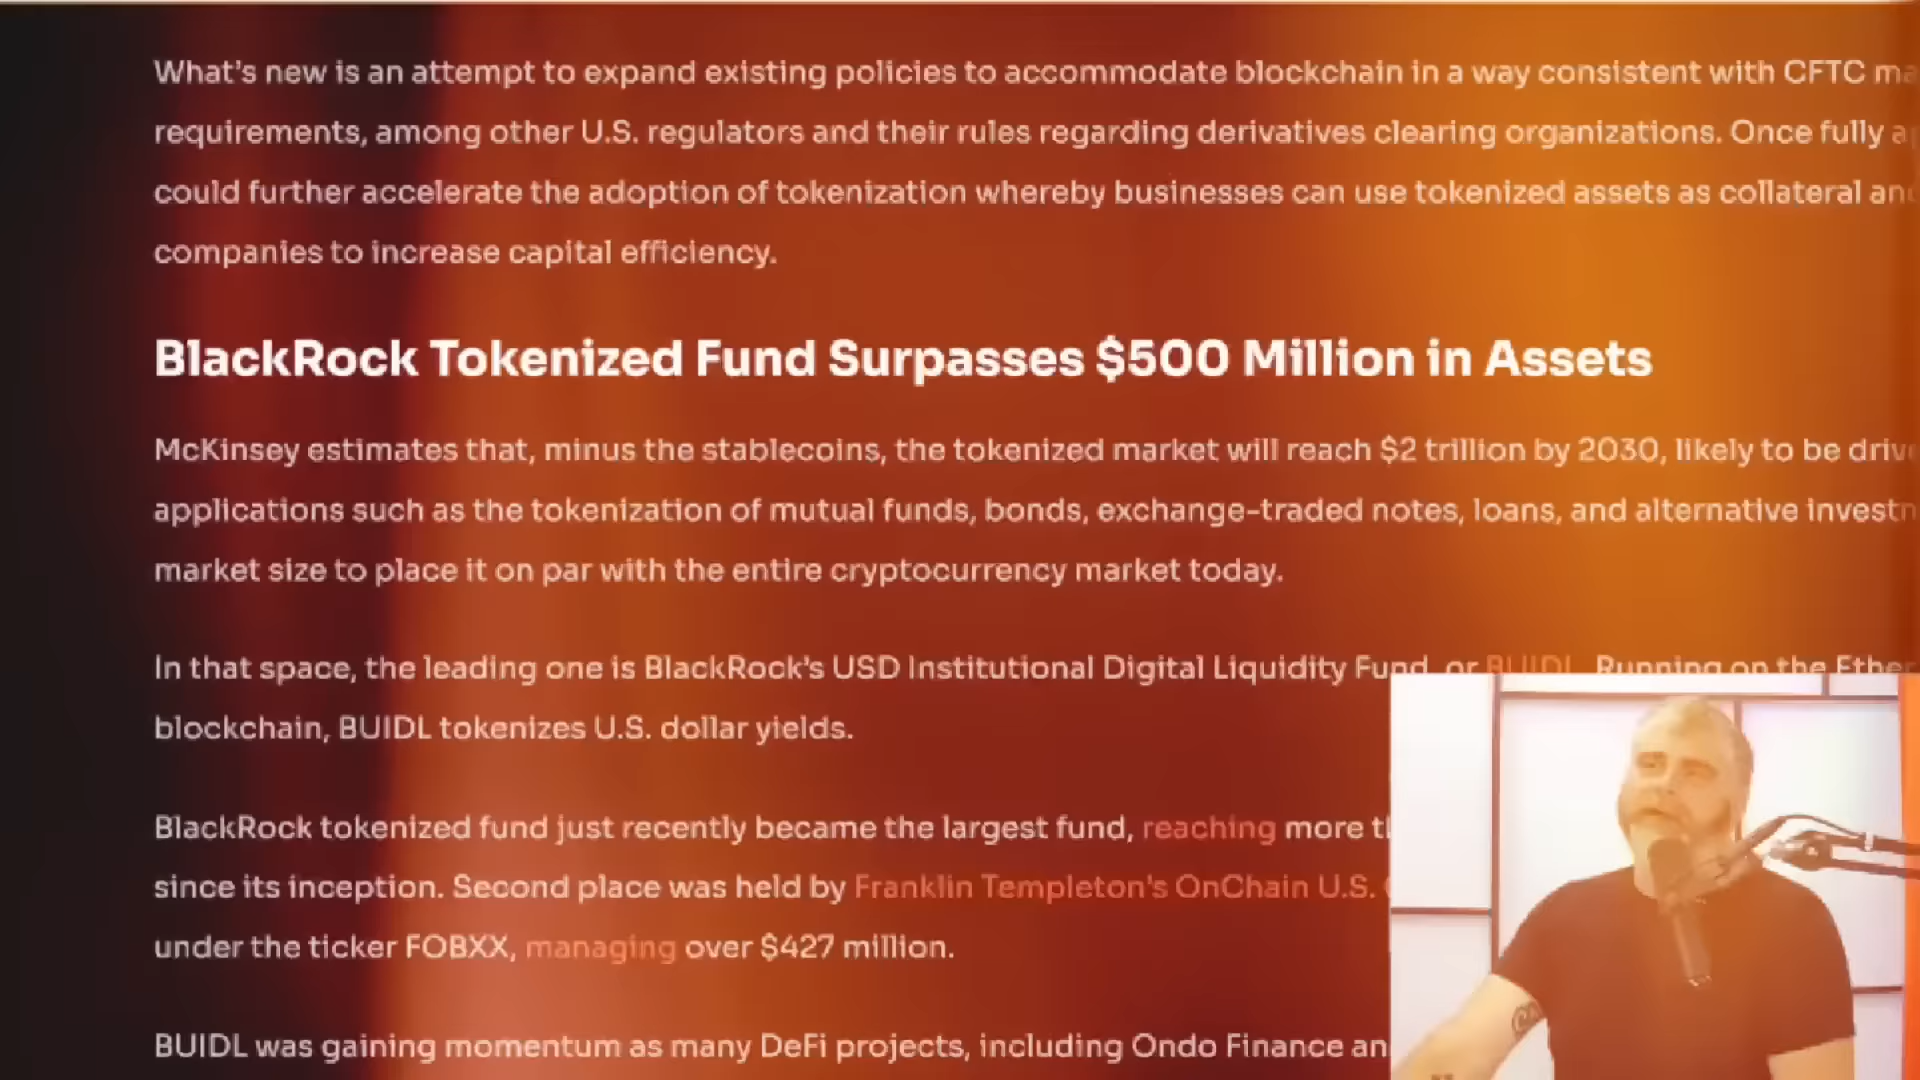 What's new is an attempt to expand existing policies to accommodate blockchain in a way consistent with CFTC
requirements, among other U.S. regulators and their rules regarding derivatives clearing organizations. Once fully
could further accelerate the adoption of tokenization whereby businesses can use tokenized assets as collateral
companies to increase capital efficiency.
BlackRock Tokenized Fund Surpasses $500 Million in Assets
McKinsey estimates that, minus the stablecoins, the tokenized market will reach $2 trillion by 2030, likely to be
applications such as the tokenization of mutual funds, bonds, exchange-traded notes, loans, and alternative
market size to place it on par with the entire cryptocurrency market today.
In that space, the leading one is BlackRock's USD Institutional Digital Liquidity Fund, or BUIDL. Running on the
blockchain, BUIDL tokenizes U.S. dollar yields.
BlackRock tokenized fund just recently became the largest fund, reaching more
since its inception. Second place was held by Franklin Templeton's OnChain U.S.
under the ticker FOBXX, managing over $427 million.
BUIDL was gaining momentum as many DeFi projects, including Ondo Finance